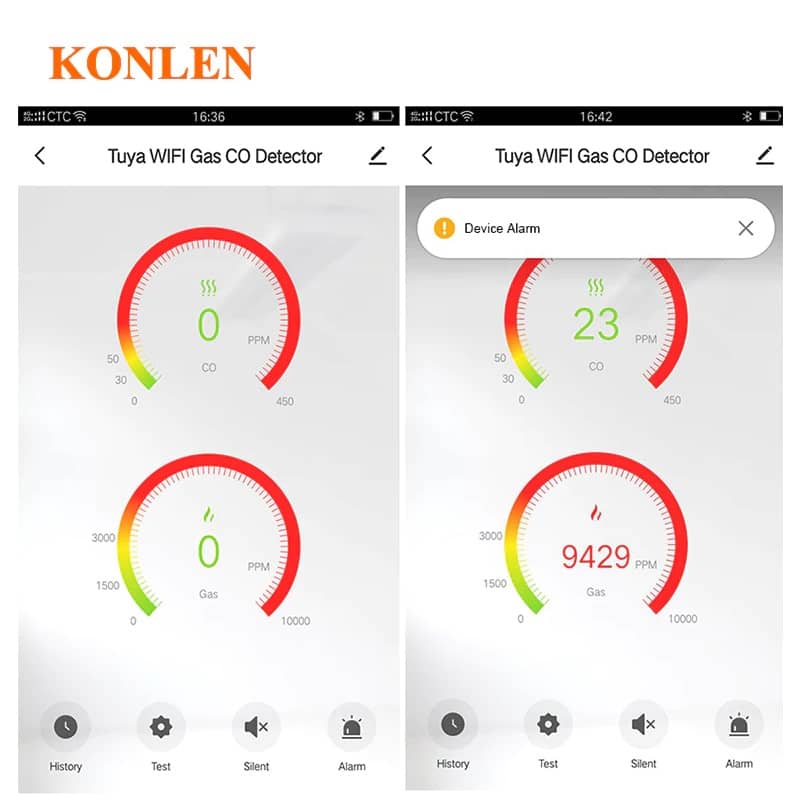 KONLEN
CTC 16:36
Tuya WIFI Gas CO Detector
0
PPM
CO
50
30
0
450
0
PPM
Gas
3000
1500
0
10000
History Test Silent Alarm
CTC 16:42
Tuya WIFI Gas CO Detector
Device Alarm
23
PPM
CO
50
30
0
450
9429 PPM
Gas
3000
1500
0
10000
History Test Silent Alarm